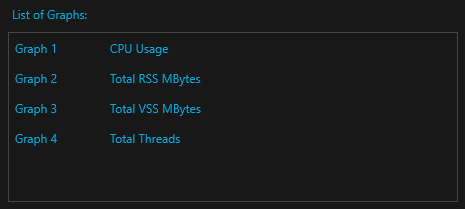 List of Graphs:
Graph 1 CPU Usage
Graph 2 Total RSS MBytes
Graph 3 Total VSS MBytes
Graph 4 Total Threads